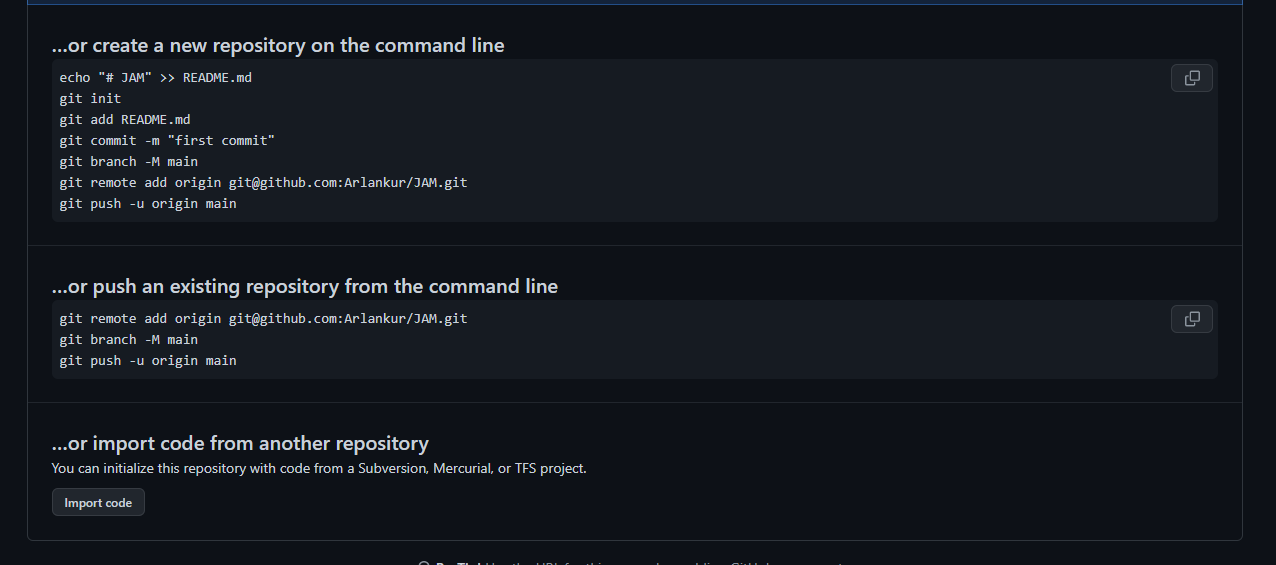 ...or create a new repository on the command line
echo "# JAM" >> README.md
git init
git add README.md
git commit -m "first commit"
git branch -M main
git remote add origin git@github.com:Arlankur/JAM.git
git push -u origin main
...or push an existing repository from the command line
git remote add origin git@github.com:Arlankur/JAM.git
git branch -M main
git push -u origin main
...or import code from another repository
You can initialize this repository with code from a Subversion, Mercurial, or TFS project.
Import code